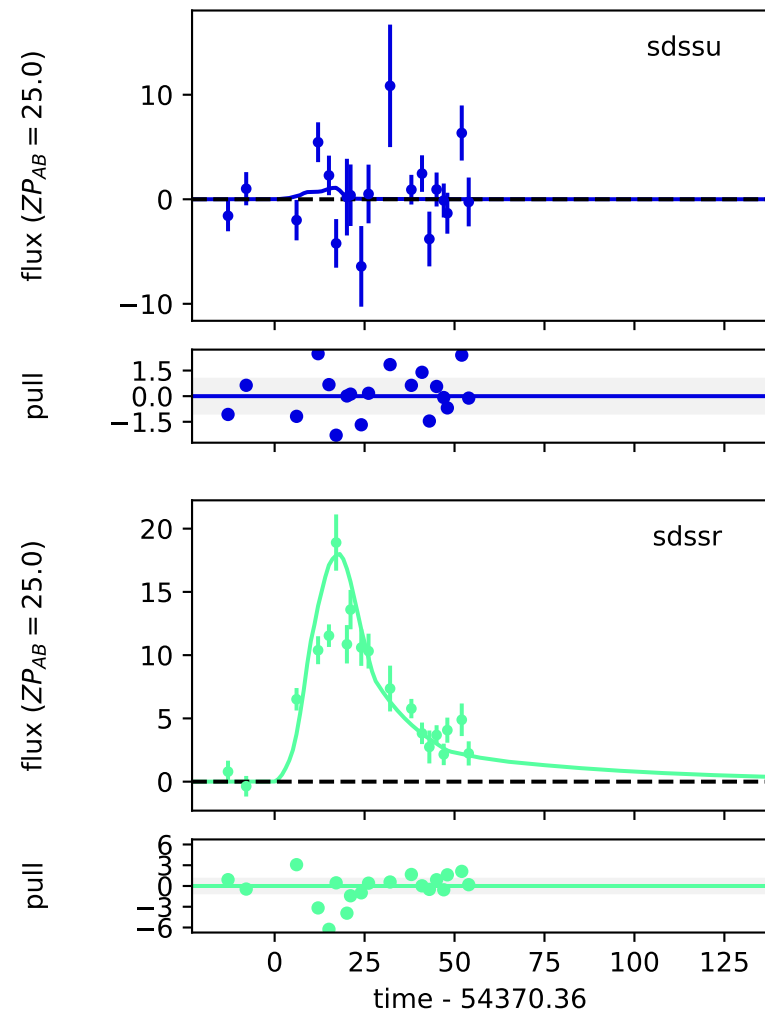 sdssu
flux (ZP_AB = 25.0)
10
0
−10
pull
1.5
0.0
−1.5
sdssr
flux (ZP_AB = 25.0)
20
15
10
5
0
pull
6
3
0
−3
−6
0 25 50 75 100 125
time - 54370.36